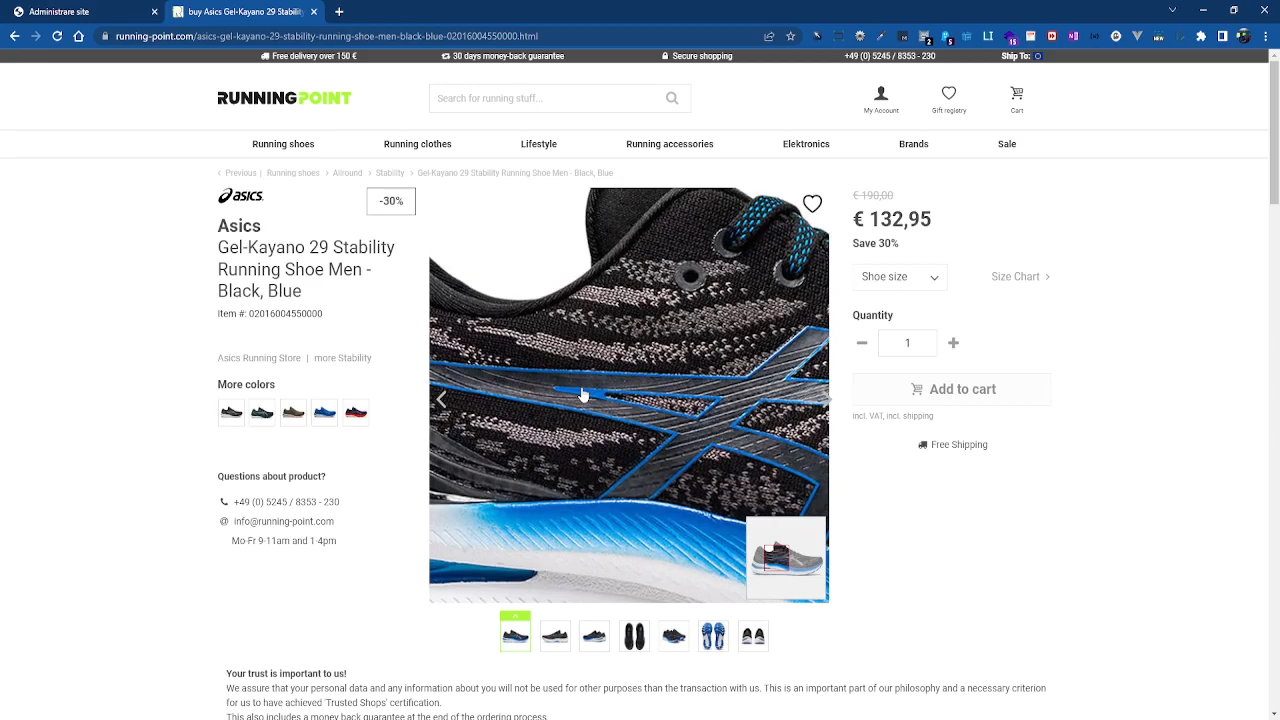 buy Administrare site
Asics Running Shoes
running-point.com/asics-gel-kayano-29-stability-running-shoe-men-black-blue-02016004550000.html
Free delivery over 150 €
30 days money-back guarantee
Secure shopping
+49 (0) 5245 / 8353 - 230
Ship To:
RUNNINGPOINT
Search for running stuff...
My Account
Gift registry
Cart
Running shoes
Running clothes
Lifestyle
Running accessories
Elektronics
Brands
Sale
‹ Previous | Running shoes › Allround › Stability › Gel-Kayano 29 Stability Running Shoe Men - Black, Blue
asics
-30%
Asics
Gel-Kayano 29 Stability
Running Shoe Men -
Black, Blue
Item #: 02016004550000
Asics Running Store | more Stability
More colors
Questions about product?
+49 (0) 5245 / 8353 - 230
@ info@running-point.com
Mo-Fr 9-11am and 1-4pm
€ 190,00
€ 132,95
Save 30%
Shoe size
Size Chart ›
Quantity
1
Add to cart
incl. VAT, incl. shipping
Free Shipping
Your trust is important to us!
We assure that your personal data and any information about you will not be used for other purposes than the transaction with us. This is an important part of our philosophy and a necessary criterion
for us to have achieved 'Trusted Shops' certification.
This also includes a money back guarantee at the end of the ordering process.